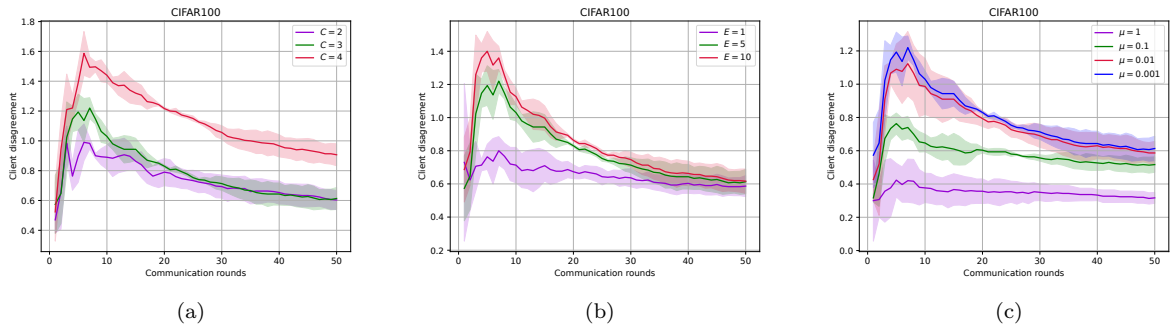 CIFAR100
Client disagreement
1.8
1.6
1.4
1.2
1.0
0.8
0.6
0.4
C = 2
C = 3
C = 4
0
10
20
30
40
50
Communication rounds
(a)
CIFAR100
Client disagreement
1.4
1.2
1.0
0.8
0.6
0.4
0.2
E = 1
E = 5
E = 10
0
10
20
30
40
50
Communication rounds
(b)
CIFAR100
Client disagreement
1.2
1.0
0.8
0.6
0.4
0.2
0.0
μ = 1
μ = 0.1
μ = 0.01
μ = 0.001
0
10
20
30
40
50
Communication rounds
(c)